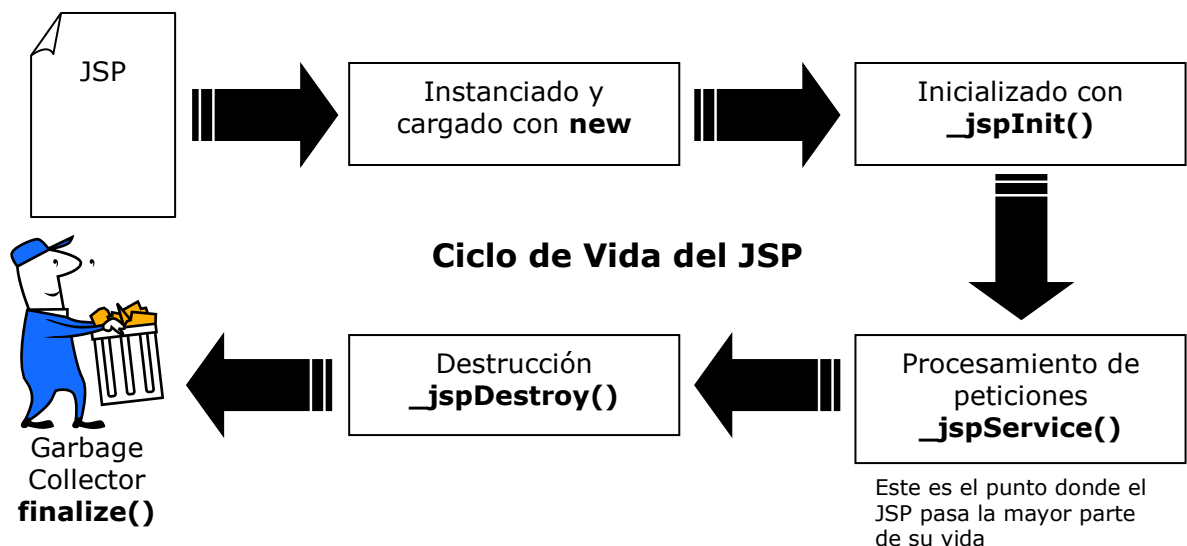 JSP
Instanciado y
cargado con new
Inicializado con
_jspInit()
Ciclo de Vida del JSP
Procesamiento de
peticiones
_jspService()
Este es el punto donde el
JSP pasa la mayor parte
de su vida
Destrucción
_jspDestroy()
Garbage
Collector
finalize()